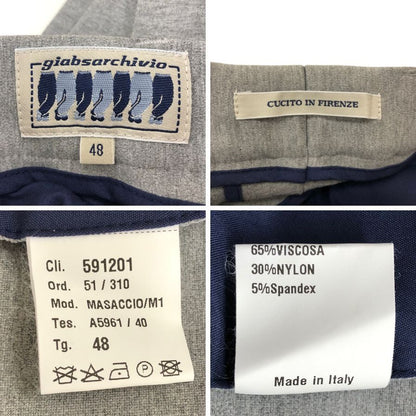 giabsarchivio
48
CUCITO IN FIRENZE
Cli. 591201
Ord. 51 / 310
Mod. MASACCIO/M1
Tes. A5961 / 40
Tg. 48
65%VISCOSA
30%NYLON
5%Spandex
Made in Italy